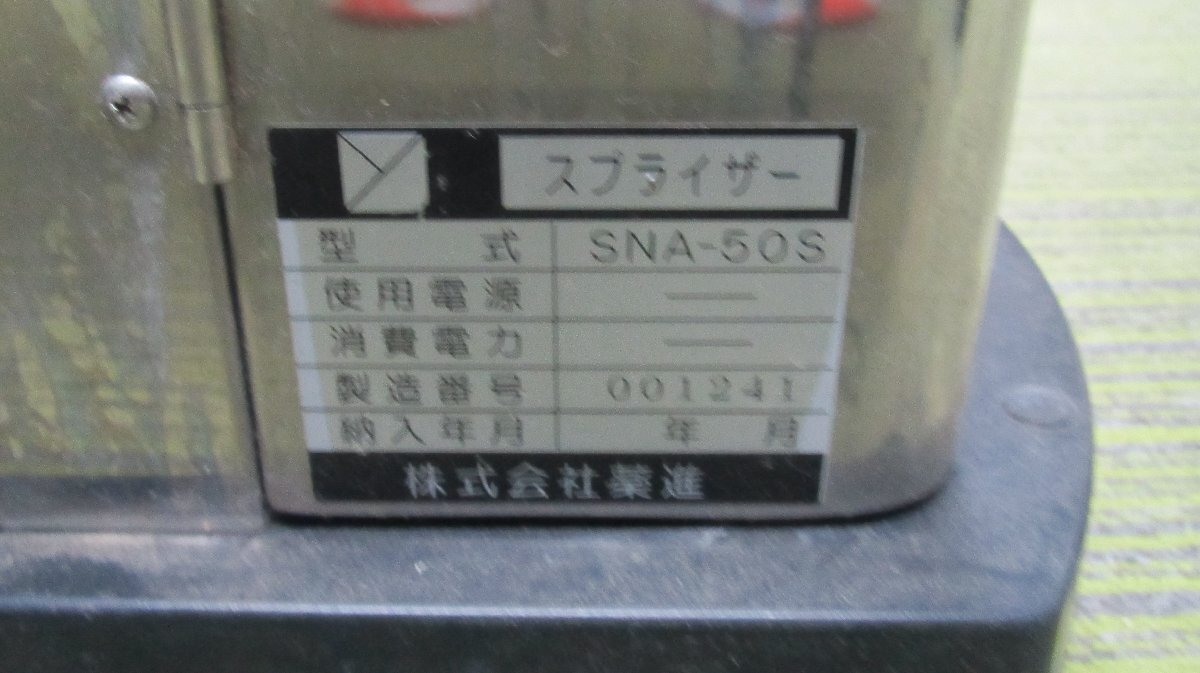 スプライザー
型式 SNA-50S
使用電源 ——
消費電力 ——
製造番号 001241
納入年月 年 月
株式会社薬進